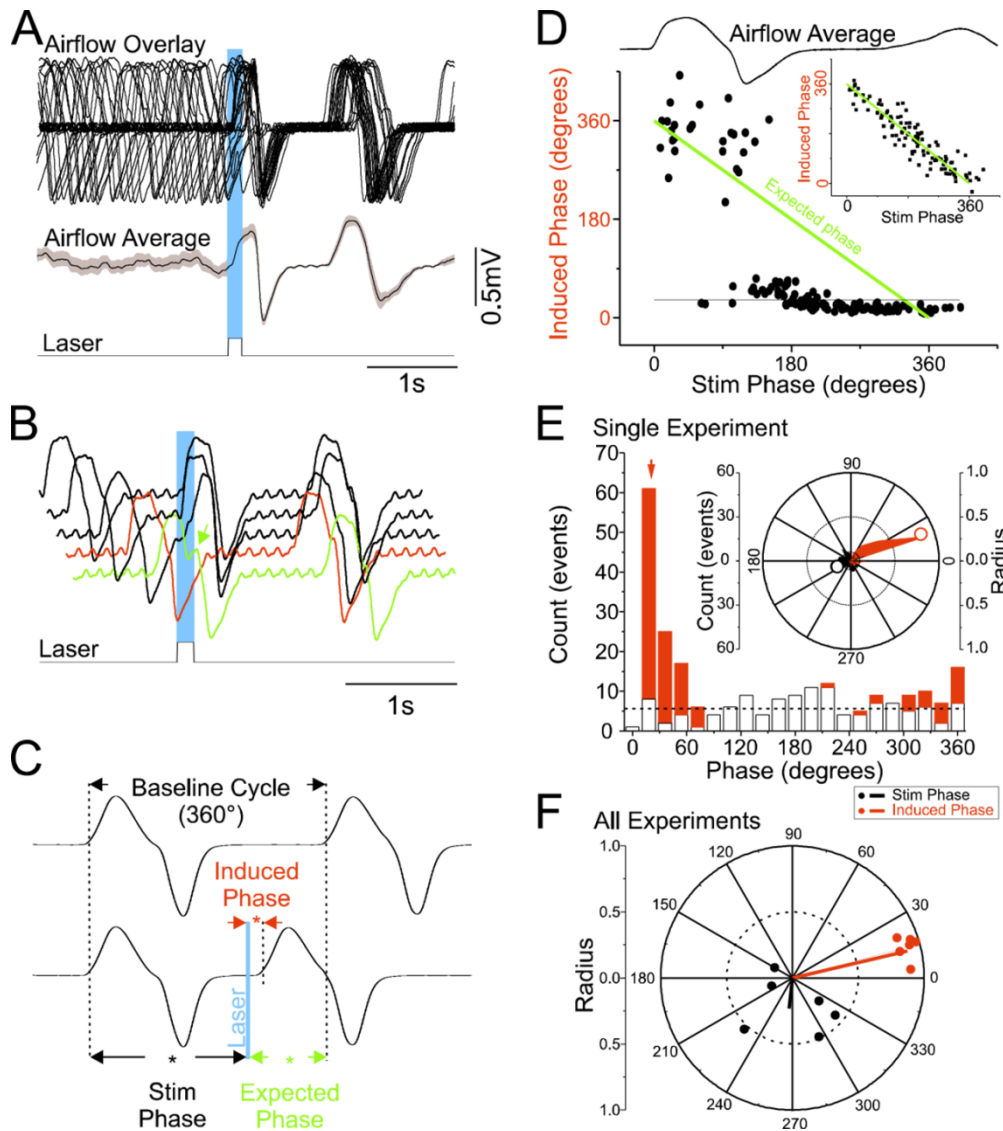 A
Airflow Overlay
Airflow Average
0.5mV
Laser
1s
B
Laser
1s
C
Baseline Cycle
(360°)
Induced
Phase
*
Laser
*
*
Stim
Phase
Expected
Phase
D
Airflow Average
Induced Phase (degrees)
360
180
0
Expected phase
0
180
360
Stim Phase (degrees)
Induced Phase
360
0
0
360
Stim Phase
E
Single Experiment
Count (events)
70
60
50
40
30
20
10
0
0
60
120
180
240
300
360
Phase (degrees)
Count (events)
60
30
0
30
60
90
180
0
270
1.0
0.5
0.0
0.5
1.0
Radius
Stim Phase
Induced Phase
F
All Experiments
Radius
1.0
0.5
0.0
0.5
1.0
90
60
30
0
330
300
270
240
210
180
150
120